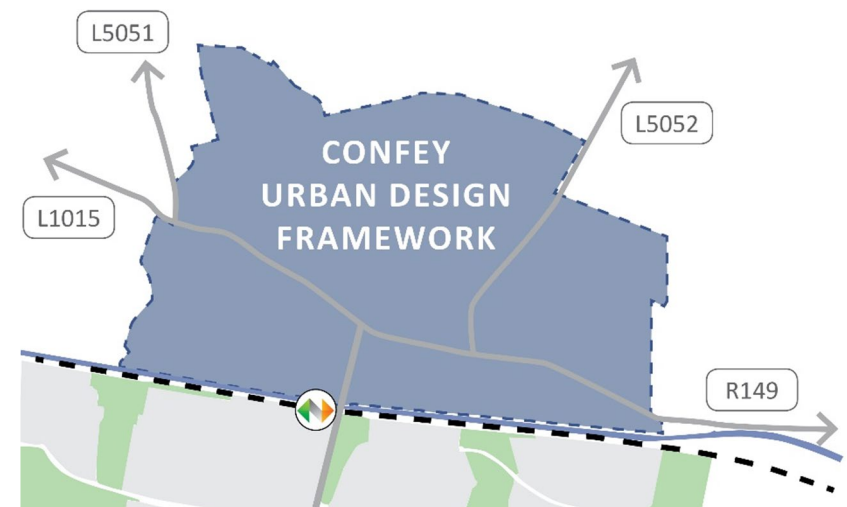 L5051
L5052
CONFEY
URBAN DESIGN
FRAMEWORK
L1015
R149